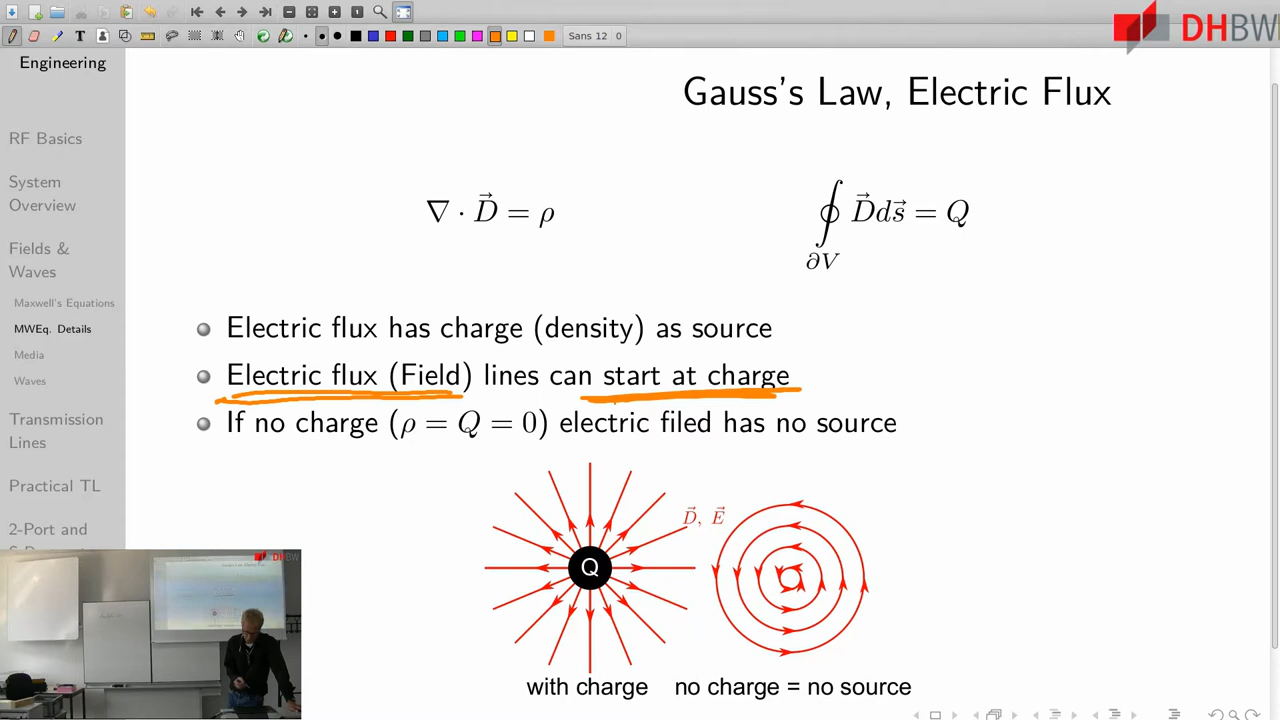 T
1
Sans 12 0
DHBW
Engineering
RF Basics
System
Overview
Fields &
Waves
Maxwell's Equations
MWEq. Details
Media
Waves
Transmission
Lines
Practical TL
2-Port and
Gauss's Law, Electric Flux
∇ · D⃗ = ρ
∮ D⃗ds⃗ = Q
∂V
Electric flux has charge (density) as source
Electric flux (Field) lines can start at charge
If no charge (ρ = Q = 0) electric filed has no source
D⃗, E⃗
Q
with charge
no charge = no source